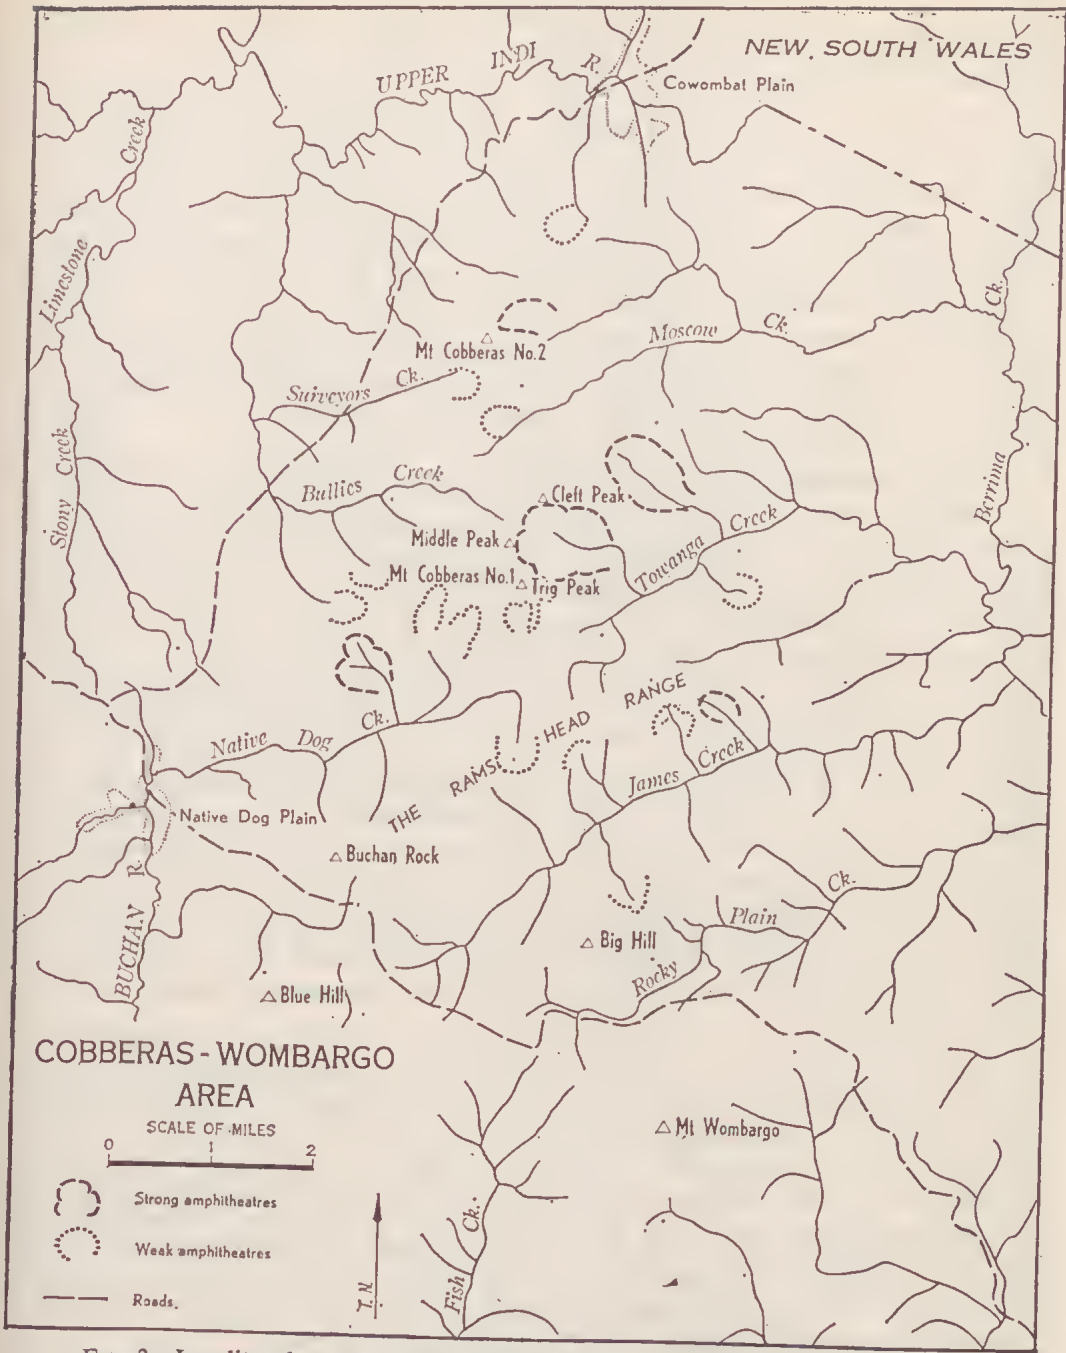 NEW SOUTH WALES
UPPER INDI R.
Cowombat Plain
Creek
Limestone
Mt Cobberas No.2
Moscow Ck.
Ck.
Surveyors Ck.
Stony Creek
Bullies Creek
Cleft Peak
Berrima
Middle Peak
Towanga Creek
Mt Cobberas No.1
Trig Peak
THE RAMS HEAD RANGE
Native Dog Ck.
James Creek
Native Dog Plain
Buchan Rock
BUCHAN R.
Rocky Plain Ck.
Big Hill
Blue Hill
COBBERAS - WOMBARGO
AREA
SCALE OF MILES
0 1 2
Mt Wombargo
Strong amphitheatres
Weak amphitheatres
Roads.
T.N.
Fish Ck.